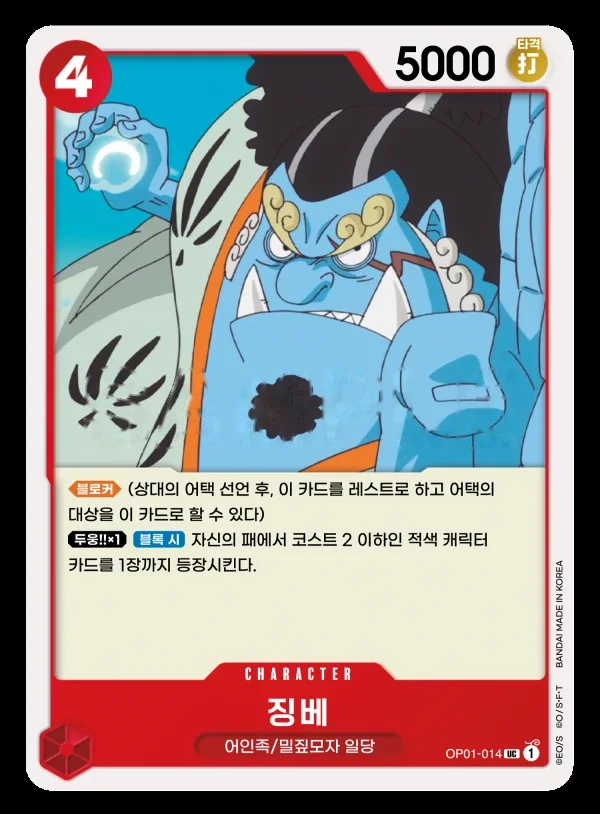 4
5000
타격
打
블로커 (상대의 어택 선언 후, 이 카드를 레스트로 하고 어택의
대상을 이 카드로 할 수 있다)
두웅!!×1 블록 시 자신의 패에서 코스트 2 이하인 적색 캐릭터
카드를 1장까지 등장시킨다.
CHARACTER
징베
어인족/밀짚모자 일당
OP01-014 UC 1
©EO/S ©O/S·F·T BANDAI MADE IN KOREA